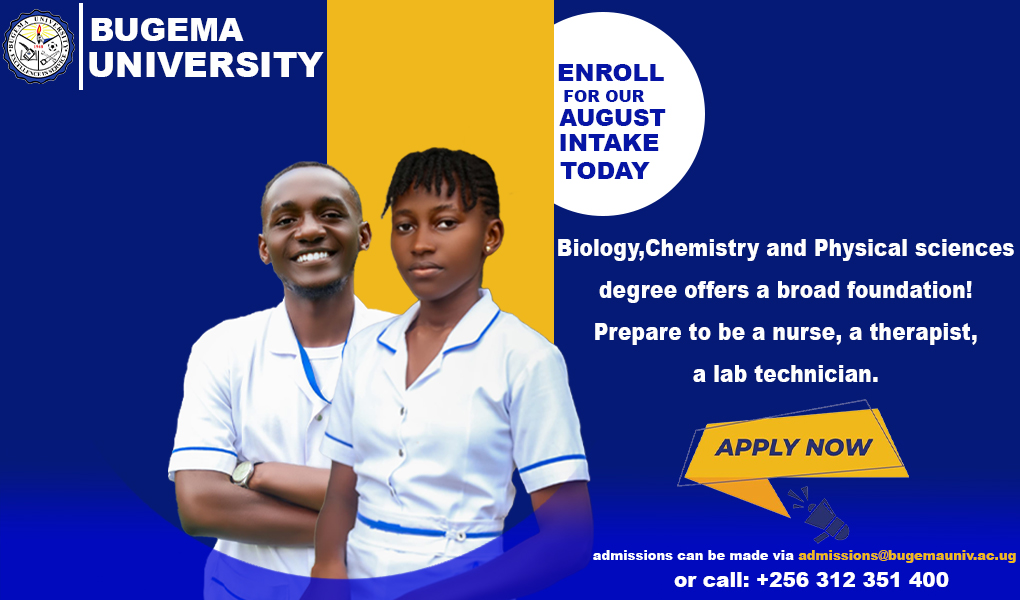 BUGEMA
UNIVERSITY
BUGEMA UNIVERSITY
EXCELLENCE IN SERVICE
1948
ENROLL
FOR OUR
AUGUST
INTAKE
TODAY
Biology,Chemistry and Physical sciences
degree offers a broad foundation!
Prepare to be a nurse, a therapist,
a lab technician.
APPLY NOW
admissions can be made via admissions@bugemauniv.ac.ug
or call: +256 312 351 400